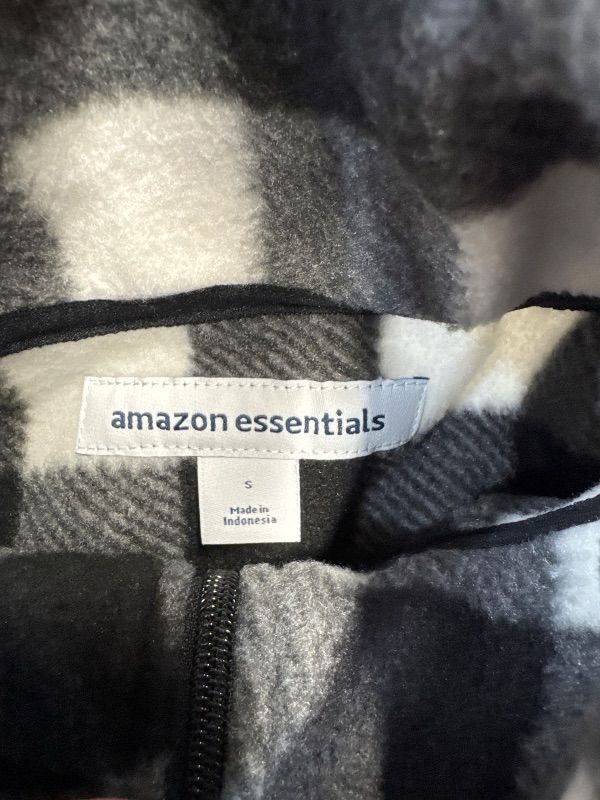 amazon essentials
S
Made in
Indonesia